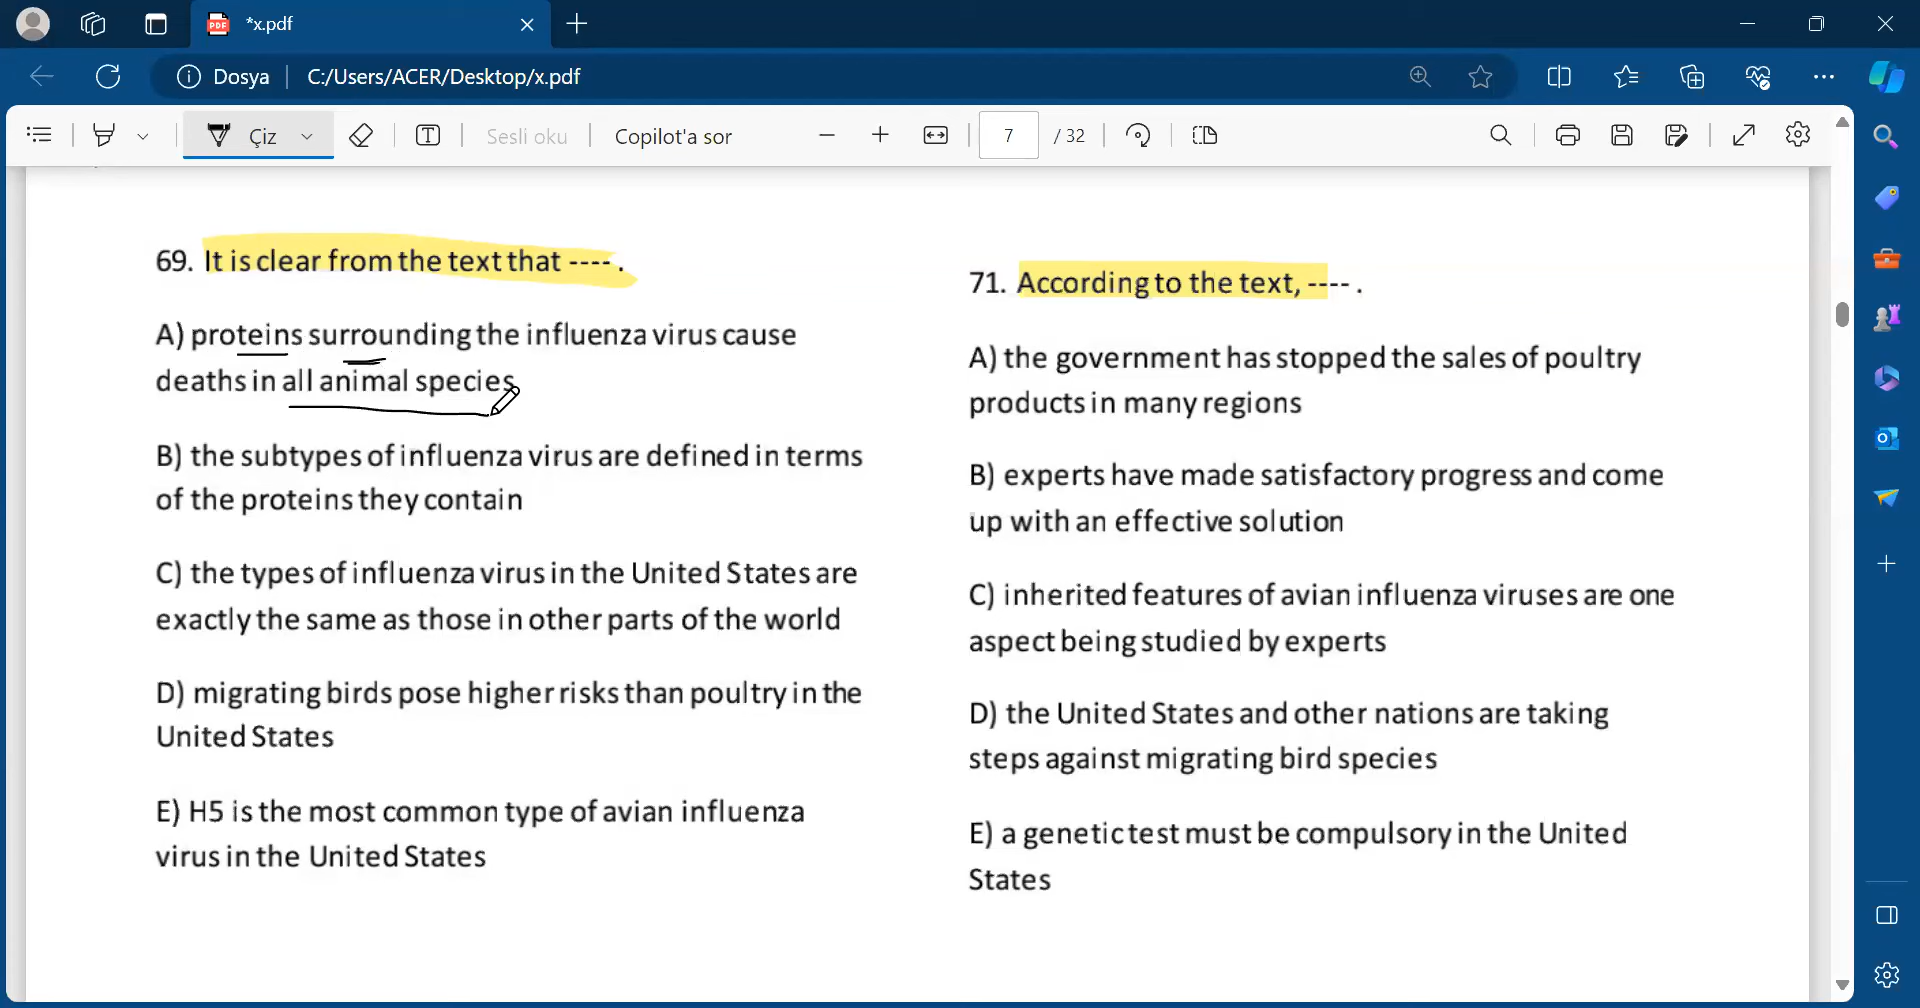 *x.pdf
Dosya
C:/Users/ACER/Desktop/x.pdf
Çiz
Sesli oku
Copilot'a sor
7
/ 32
69. It is clear from the text that ---- .
A) proteins surrounding the influenza virus cause
deaths in all animal species
B) the subtypes of influenza virus are defined in terms
of the proteins they contain
C) the types of influenza virus in the United States are
exactly the same as those in other parts of the world
D) migrating birds pose higher risks than poultry in the
United States
E) H5 is the most common type of avian influenza
virus in the United States
71. According to the text, ---- .
A) the government has stopped the sales of poultry
products in many regions
B) experts have made satisfactory progress and come
up with an effective solution
C) inherited features of avian influenza viruses are one
aspect being studied by experts
D) the United States and other nations are taking
steps against migrating bird species
E) a genetic test must be compulsory in the United
States